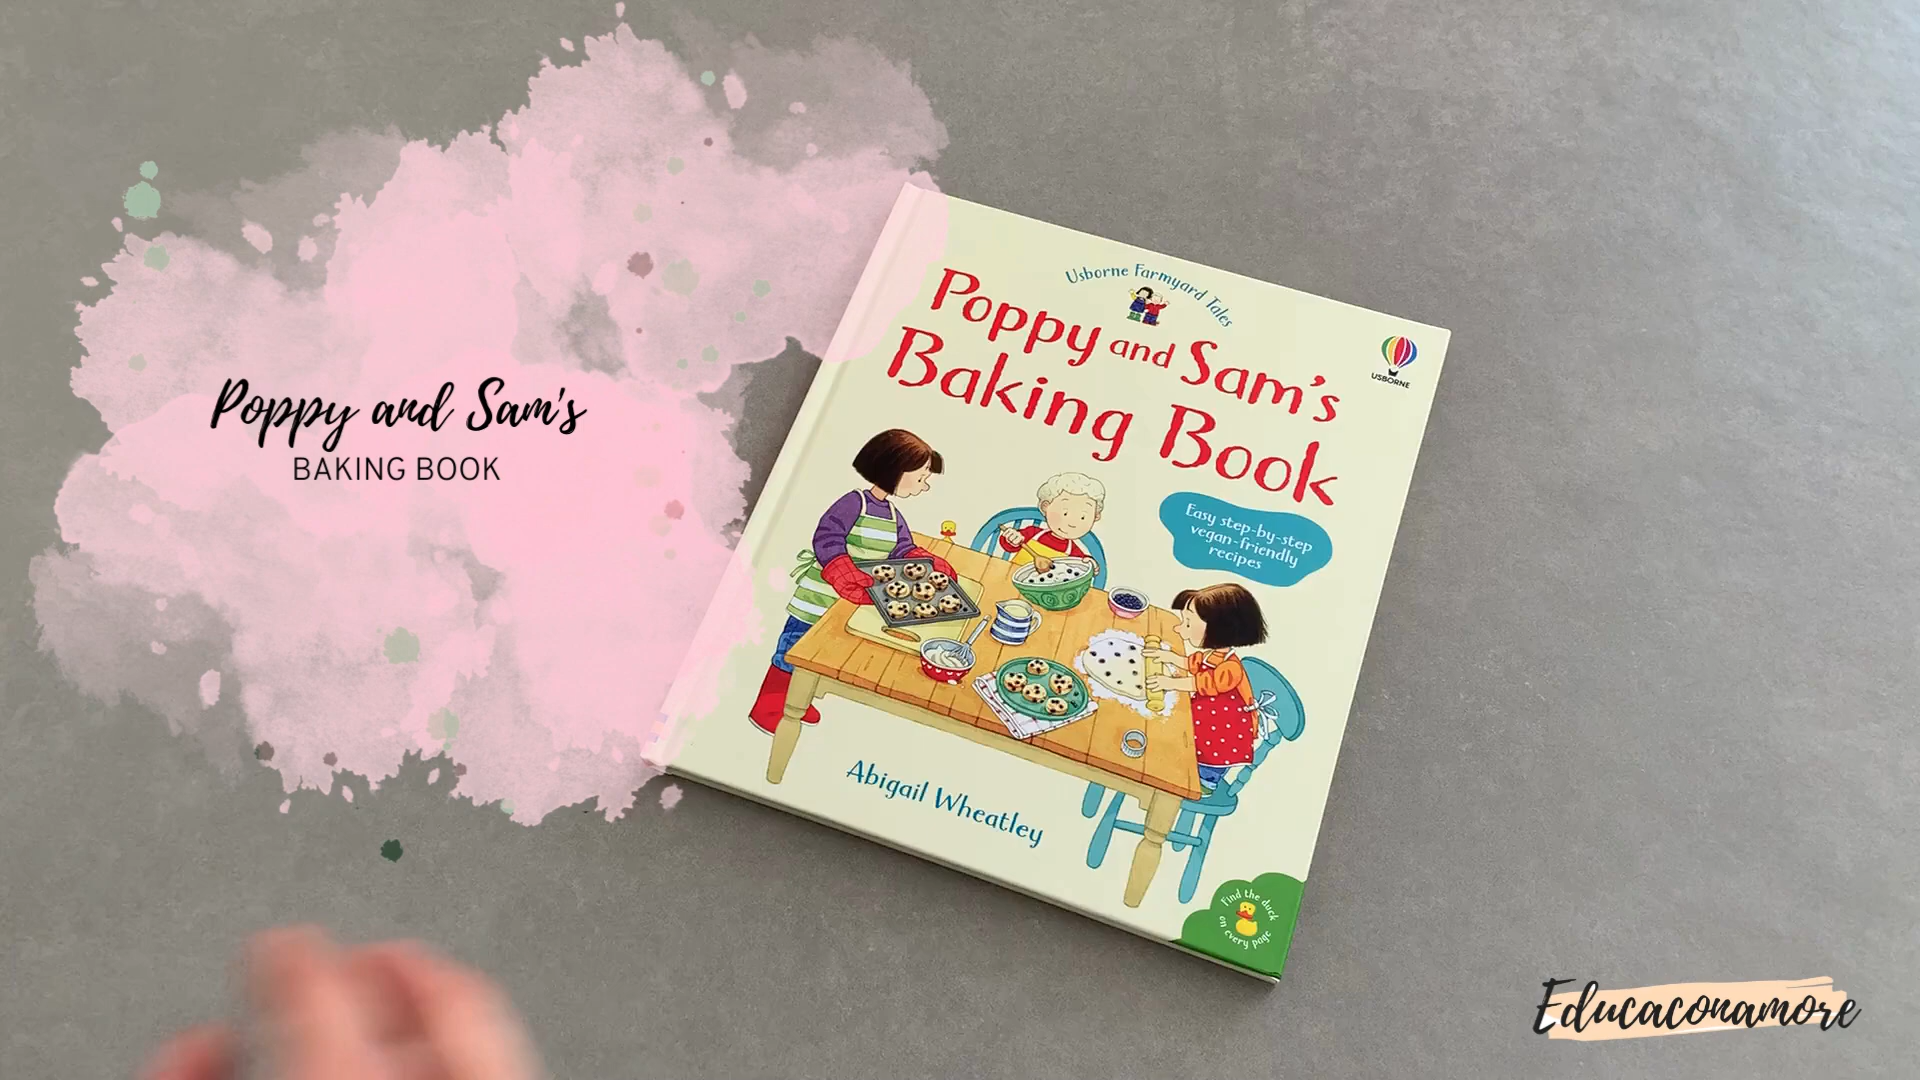 Poppy and Sam's
BAKING BOOK
Usborne Farmyard Tales
Poppy and Sam's
Baking Book
USBORNE
Easy step-by-step
vegan-friendly
recipes
Abigail Wheatley
Find the duck
on every page
Educaconamore